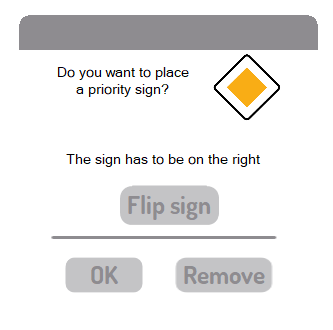 Do you want to place
a priority sign?
The sign has to be on the right
Flip sign
OK
Remove